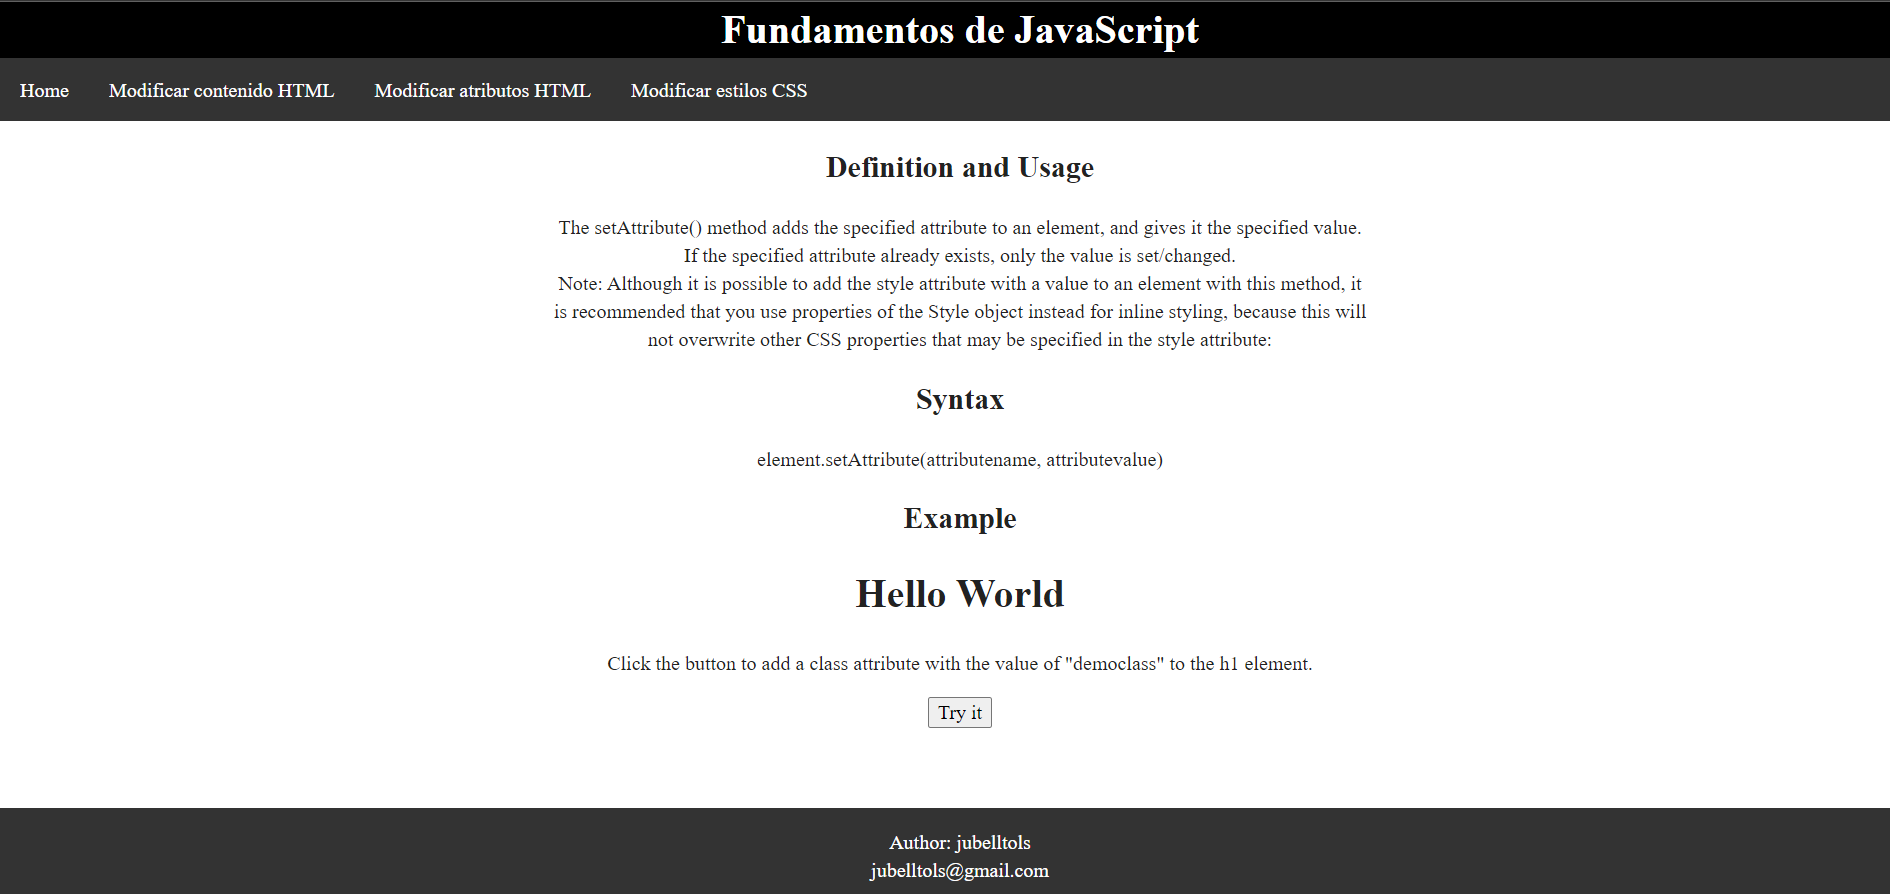 Fundamentos de JavaScript
Home Modificar contenido HTML Modificar atributos HTML Modificar estilos CSS
Definition and Usage
The setAttribute() method adds the specified attribute to an element, and gives it the specified value.
If the specified attribute already exists, only the value is set/changed.
Note: Although it is possible to add the style attribute with a value to an element with this method, it
is recommended that you use properties of the Style object instead for inline styling, because this will
not overwrite other CSS properties that may be specified in the style attribute:
Syntax
element.setAttribute(attributename, attributevalue)
Example
Hello World
Click the button to add a class attribute with the value of "democlass" to the h1 element.
Try it
Author: jubelltols
jubelltols@gmail.com